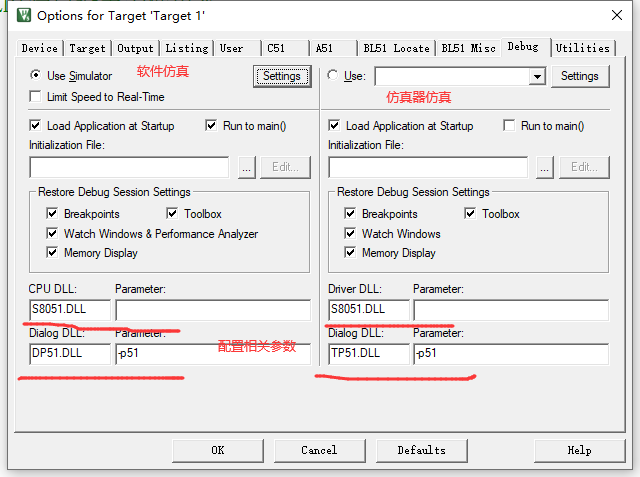 Options for Target 'Target 1'
Device Target Output Listing User C51 A51 BL51 Locate BL51 Misc Debug Utilities
Use Simulator 软件仿真 Settings
Limit Speed to Real-Time
Use: Settings
仿真器仿真
Load Application at Startup Run to main()
Initialization File:
... Edit...
Restore Debug Session Settings
Breakpoints Toolbox
Watch Windows & Performance Analyzer
Memory Display
CPU DLL: Parameter:
S8051.DLL
Dialog DLL: Parameter:
DP51.DLL -p51
配置相关参数
Load Application at Startup Run to main()
Initialization File:
... Edit...
Restore Debug Session Settings
Breakpoints Toolbox
Watch Windows
Memory Display
Driver DLL: Parameter:
S8051.DLL
Dialog DLL: Parameter:
TP51.DLL -p51
OK Cancel Defaults Help